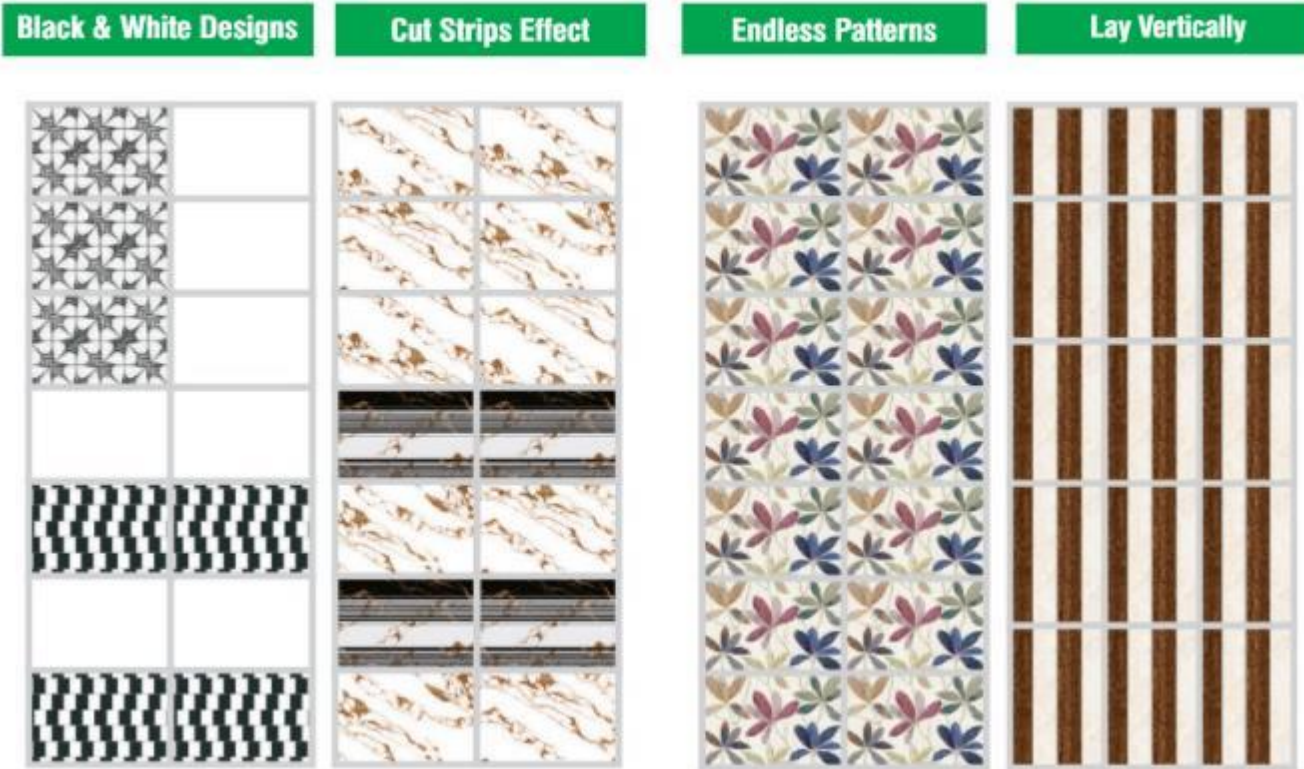 Black & White Designs
Cut Strips Effect
Endless Patterns
Lay Vertically